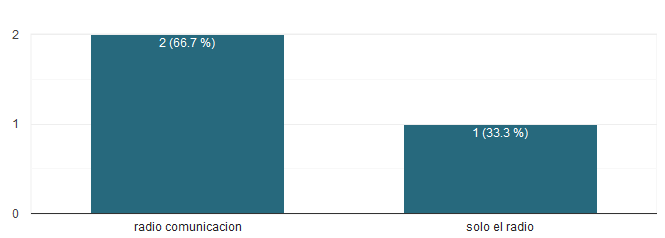 2
2 (66.7 %)
1
1 (33.3 %)
0
radio comunicacion
solo el radio